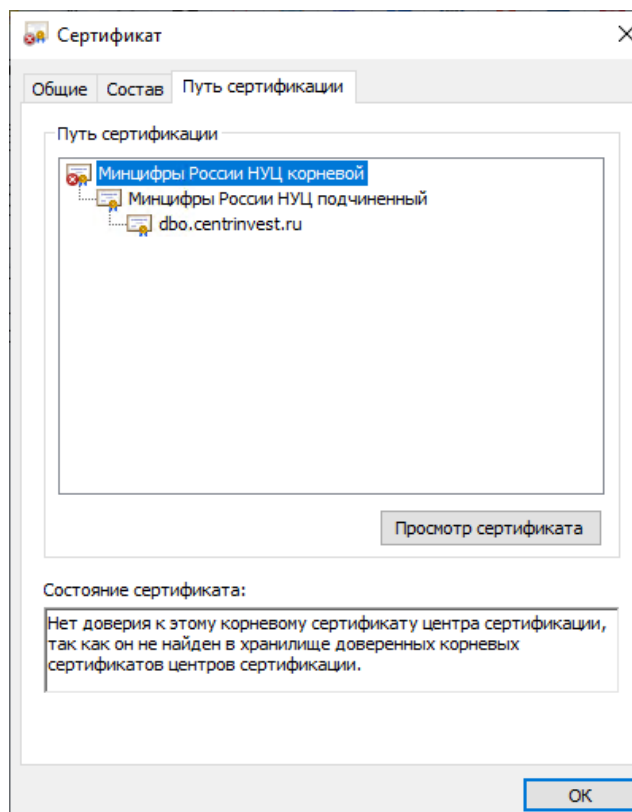 Сертификат
Общие Состав Путь сертификации
Путь сертификации
Минцифры России НУЦ корневой
Минцифры России НУЦ подчиненный
dbo.centrinvest.ru
Просмотр сертификата
Состояние сертификата:
Нет доверия к этому корневому сертификату центра сертификации,
так как он не найден в хранилище доверенных корневых
сертификатов центров сертификации.
ОК